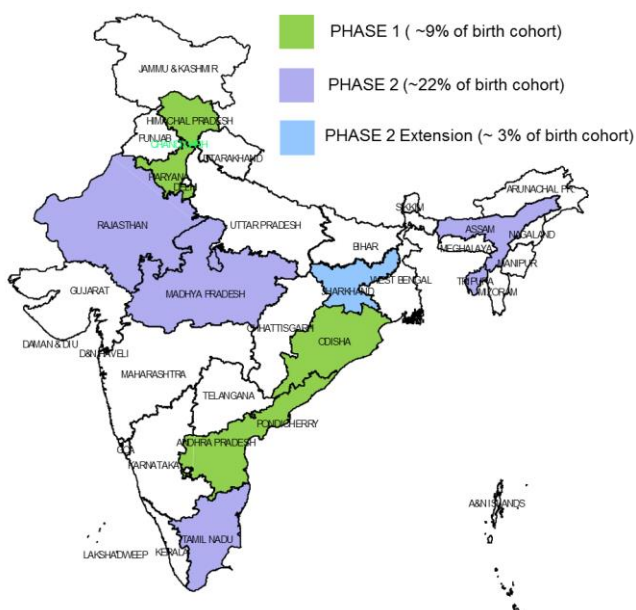 PHASE 1 ( ~9% of birth cohort)
PHASE 2 (~22% of birth cohort)
PHASE 2 Extension (~ 3% of birth cohort)
JAMMU & KASHMIR
HIMACHAL PRADESH
PUNJAB
UTTARAKHAND
DELHI
ARUNACHAL PR
RAJASTHAN
UTTAR PRADESH
SIKKIM
ASSAM
NAGALAND
BIHAR
MEGHALAYA
MANIPUR
GUJARAT
MADHYA PRADESH
JHARKHAND
WEST BENGAL
TRIPURA
MIZORAM
CHHATTISGARH
DAMAN & DIU
D&N HAVELI
ODISHA
MAHARASHTRA
TELANGANA
PONDICHERRY
ANDHRA PRADESH
GOA
KARNATAKA
A&N ISLANDS
TAMIL NADU
LAKSHADWEEP
KERALA